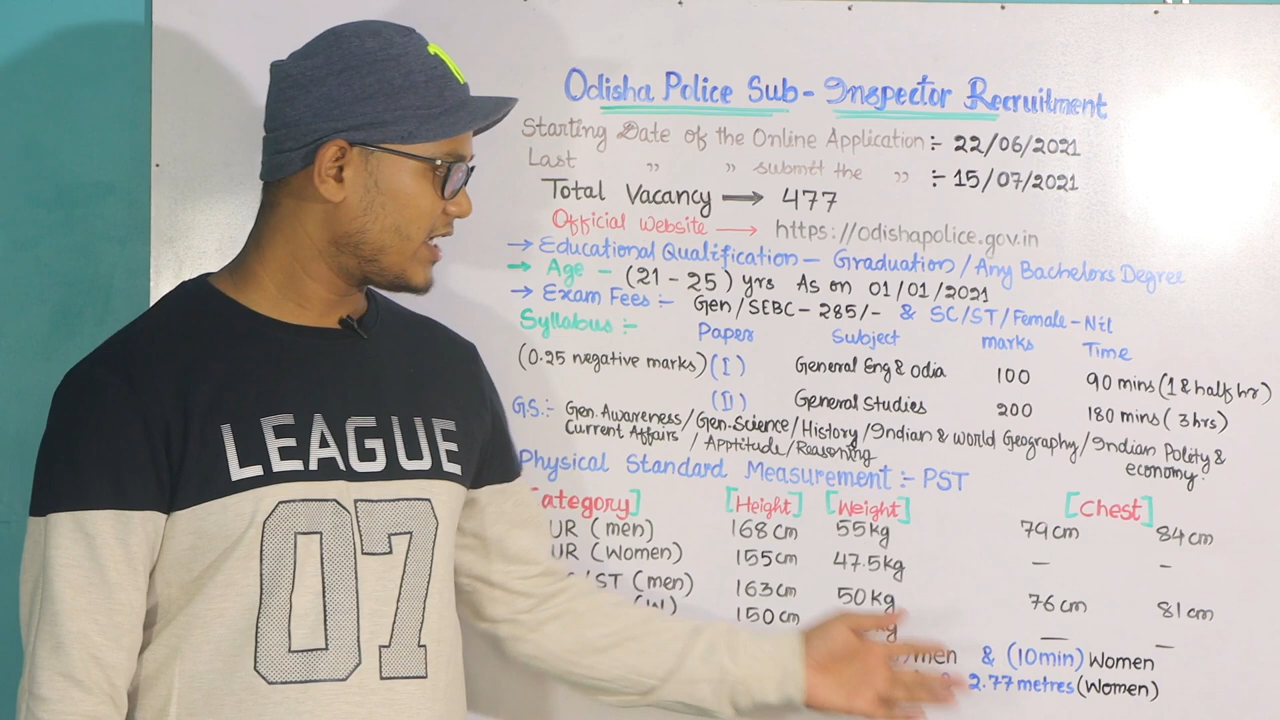 LEAGUE
07
Odisha Police Sub-Inspector Recruitment
Starting Date of the Online Application :- 22/06/2021
Last ,, ,, submit the ,, :- 15/07/2021
Total Vacancy → 477
Official Website → https://odishapolice.gov.in
→ Educational Qualification – Graduation/Any Bachelors Degree
→ Age – (21-25) yrs As on 01/01/2021
→ Exam Fees :- Gen/SEBC-285/- & SC/ST/Female-Nil
Syllabus :- Paper Subject marks Time
(0.25 negative marks) (I) General Eng & odia 100 90 mins (1 & half hr)
(II) General Studies 200 180 mins (3 hrs)
G.S.:- Gen. Awareness/Gen.Science/History/Indian & world Geography/Indian Polity & economy.
Current Affairs / Apptitude/Reasoning
Physical Standard Measurement :- PST
ategory] [Height] [Weight] [Chest]
UR (men) 168 cm 55 kg 79 cm 84 cm
UR (Women) 155 cm 47.5 kg – –
ST (men) 163 cm 50 kg 76 cm 81 cm
150 cm kg — —
men & (10 min) Women
2.77 metres (Women)